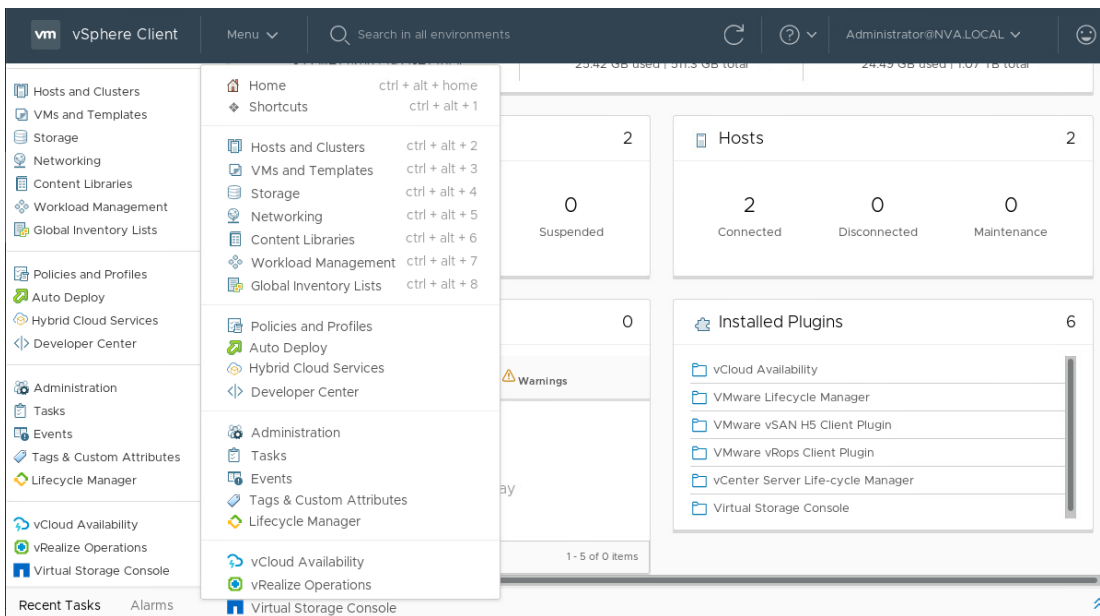 vm vSphere Client Menu Search in all environments Administrator@NVA.LOCAL
Hosts and Clusters
VMs and Templates
Storage
Networking
Content Libraries
Workload Management
Global Inventory Lists
Policies and Profiles
Auto Deploy
Hybrid Cloud Services
Developer Center
Administration
Tasks
Events
Tags & Custom Attributes
Lifecycle Manager
vCloud Availability
vRealize Operations
Virtual Storage Console
Home ctrl + alt + home
Shortcuts ctrl + alt + 1
Hosts and Clusters ctrl + alt + 2
VMs and Templates ctrl + alt + 3
Storage ctrl + alt + 4
Networking ctrl + alt + 5
Content Libraries ctrl + alt + 6
Workload Management ctrl + alt + 7
Global Inventory Lists ctrl + alt + 8
Policies and Profiles
Auto Deploy
Hybrid Cloud Services
Developer Center
Administration
Tasks
Events
Tags & Custom Attributes
Lifecycle Manager
vCloud Availability
vRealize Operations
Virtual Storage Console
25.42 GB used | 511.3 GB total
24.49 GB used | 1.07 TB total
2
0
Suspended
Hosts 2
2 0 0
Connected Disconnected Maintenance
0
Warnings
1 - 5 of 0 items
Installed Plugins 6
vCloud Availability
VMware Lifecycle Manager
VMware vSAN H5 Client Plugin
VMware vRops Client Plugin
vCenter Server Life-cycle Manager
Virtual Storage Console
Recent Tasks Alarms